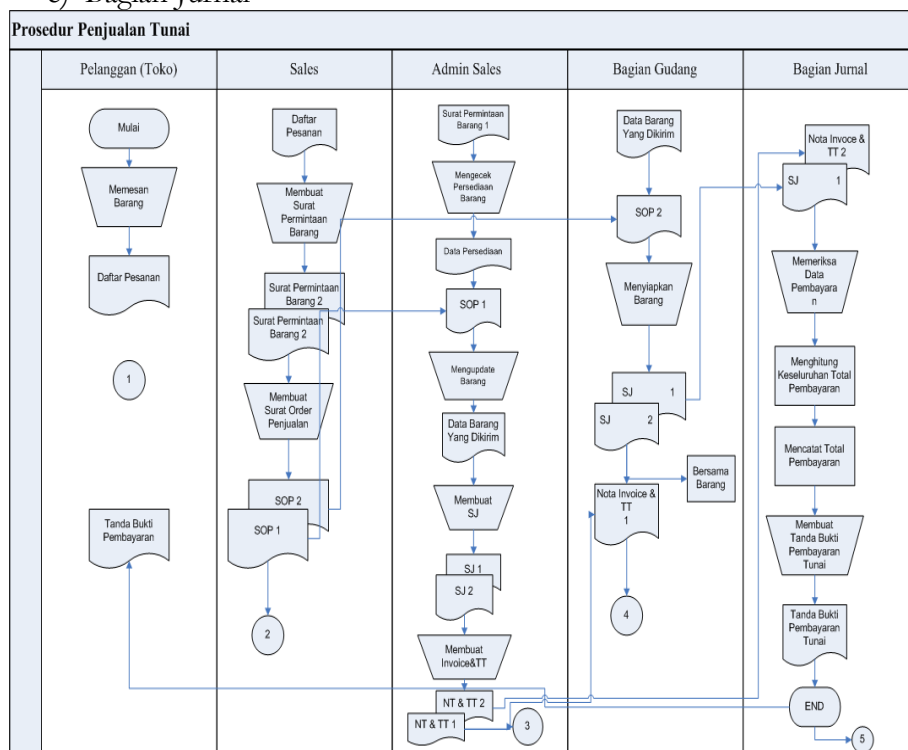 c) Bagian Jurnal
Prosedur Penjualan Tunai
Pelanggan (Toko)
Sales
Admin Sales
Bagian Gudang
Bagian Jurnal
Mulai
Memesan
Barang
Daftar Pesanan
1
Tanda Bukti
Pembayaran
Daftar
Pesanan
Membuat
Surat
Permintaan
Barang
Surat Permintaan
Barang 2
Surat Permintaan
Barang 2
Membuat
Surat Order
Penjualan
SOP 2
SOP 1
2
Surat Permintaan
Barang 1
Mengecek
Persediaan
Barang
Data Persediaan
SOP 1
Mengupdate
Barang
Data Barang
Yang Dikirim
Membuat
SJ
SJ 1
SJ 2
Membuat
Invoice&TT
NT & TT 2
NT & TT 1
3
Data Barang
Yang Dikirim
SOP 2
Menyiapkan
Barang
SJ 1
SJ 2
Bersama
Barang
Nota Invoice &
TT
1
4
Nota Invoce &
TT 2
SJ 1
Memeriksa
Data
Pembayara
n
Menghitung
Keseluruhan Total
Pembayaran
Mencatat Total
Pembayaran
Membuat
Tanda Bukti
Pembayaran
Tunai
Tanda Bukti
Pembayaran
Tunai
END
5